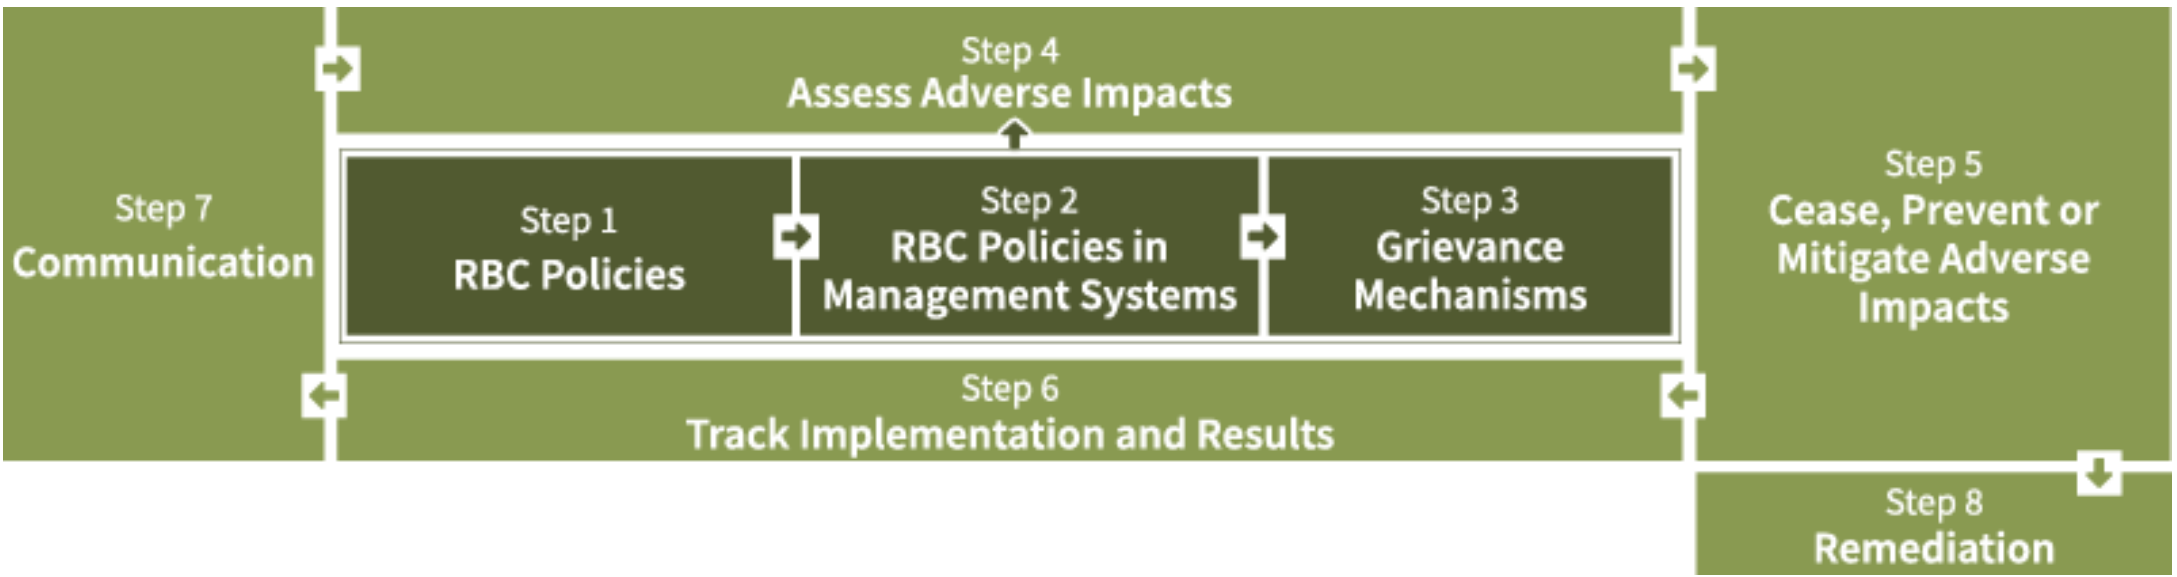 Step 4
Assess Adverse Impacts
Step 7
Communication
Step 1
RBC Policies
Step 2
RBC Policies in
Management Systems
Step 3
Grievance
Mechanisms
Step 5
Cease, Prevent or
Mitigate Adverse
Impacts
Step 6
Track Implementation and Results
Step 8
Remediation